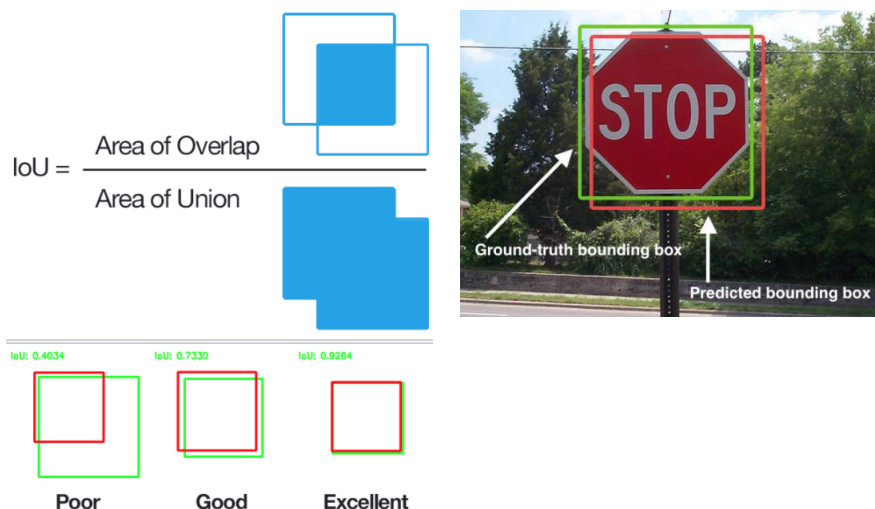 IoU =
Area of Overlap
Area of Union
STOP
Ground-truth bounding box
Predicted bounding box
IoU: 0.4034
IoU: 0.7330
IoU: 0.9264
Poor
Good
Excellent